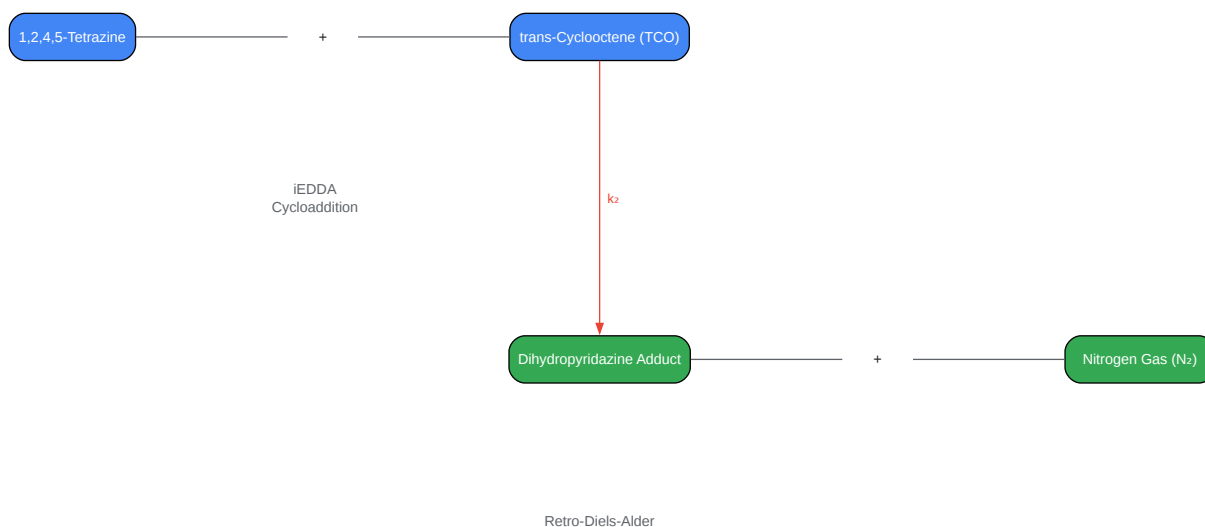 1,2,4,5-Tetrazine
+
trans-Cyclooctene (TCO)
iEDDA
Cycloaddition
k₂
Dihydropyridazine Adduct
+
Nitrogen Gas (N₂)
Retro-Diels-Alder